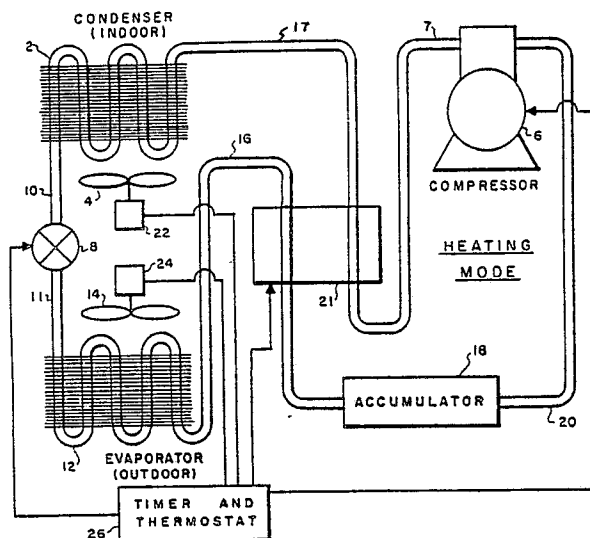 CONDENSER
(INDOOR)
2
17
7
16
6
COMPRESSOR
10
4
22
8
HEATING
MODE
24
11
14
21
18
ACCUMULATOR
20
12
EVAPORATOR
(OUTDOOR)
TIMER AND
THERMOSTAT
26